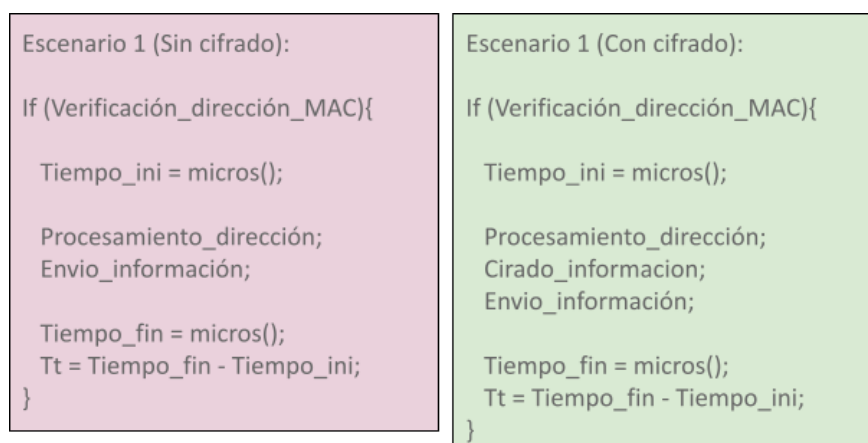 Escenario 1 (Sin cifrado):
If (Verificación_dirección_MAC){
Tiempo_ini = micros();
Procesamiento_dirección;
Envio_información;
Tiempo_fin = micros();
Tt = Tiempo_fin - Tiempo_ini;
}
Escenario 1 (Con cifrado):
If (Verificación_dirección_MAC){
Tiempo_ini = micros();
Procesamiento_dirección;
Cirado_informacion;
Envio_información;
Tiempo_fin = micros();
Tt = Tiempo_fin - Tiempo_ini;
}